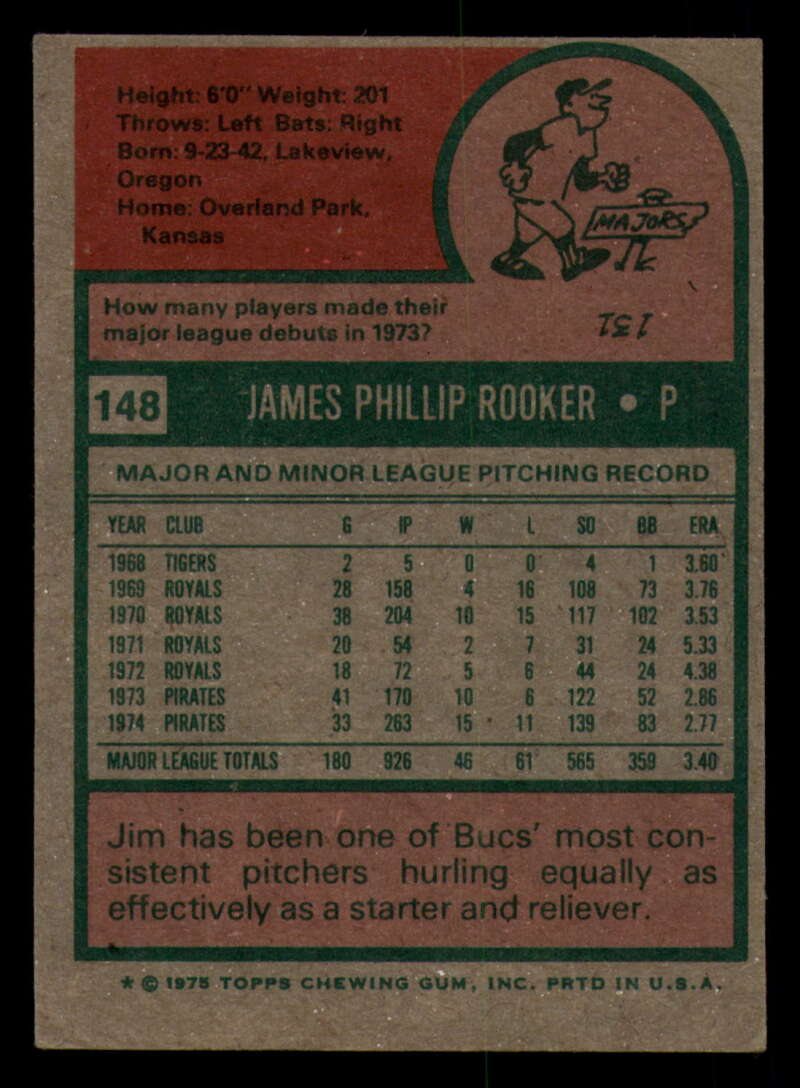 Height: 6'0" Weight: 201
Throws: Left Bats: Right
Born: 9-23-42, Lakeview,
Oregon
Home: Overland Park,
Kansas
MAJORS
How many players made their
major league debuts in 1973?
151
148 JAMES PHILLIP ROOKER • P
MAJOR AND MINOR LEAGUE PITCHING RECORD
YEAR CLUB G IP W L SO BB ERA
1968 TIGERS 2 5 0 0 4 1 3.60
1969 ROYALS 28 158 4 16 108 73 3.76
1970 ROYALS 38 204 10 15 117 102 3.53
1971 ROYALS 20 54 2 7 31 24 5.33
1972 ROYALS 18 72 5 6 44 24 4.38
1973 PIRATES 41 170 10 6 122 52 2.86
1974 PIRATES 33 263 15 11 139 83 2.77
MAJOR LEAGUE TOTALS 180 926 46 61 565 359 3.40
Jim has been one of Bucs' most con-
sistent pitchers hurling equally as
effectively as a starter and reliever.
* © 1975 TOPPS CHEWING GUM, INC. PRTD IN U.S.A.